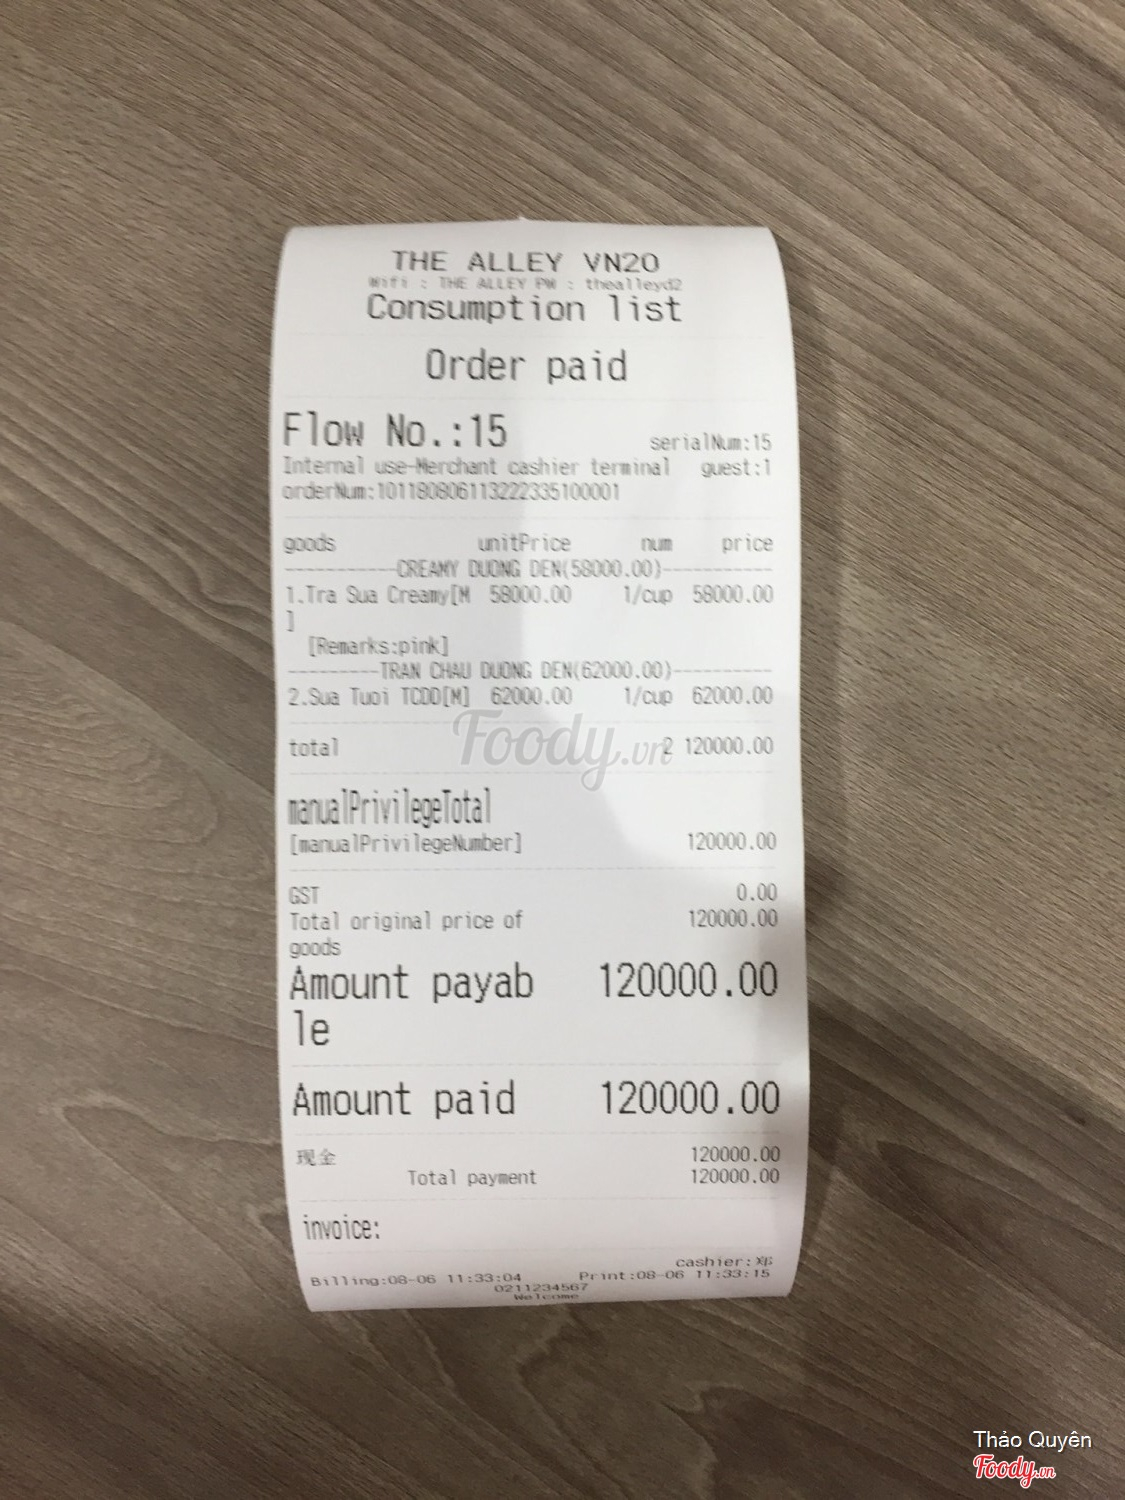 THE ALLEY VN20
Wifi : THE ALLEY PW : thealleyd2
Consumption list
Order paid
Flow No.:15 serialNum:15
Internal use-Merchant cashier terminal guest:1
orderNum:101180806113222335100001
goods unitPrice num price
-----------CREAMY DUONG DEN(58000.00)-----------
1.Tra Sua Creamy[M 58000.00 1/cup 58000.00
]
[Remarks:pink]
---------TRAN CHAU DUONG DEN(62000.00)----------
2.Sua Tuoi TCDD[M] 62000.00 1/cup 62000.00
Foody.vn
total 2 120000.00
manualPrivilegeTotal
[manualPrivilegeNumber] 120000.00
GST 0.00
Total original price of 120000.00
goods
Amount payab 120000.00
le
Amount paid 120000.00
现金 120000.00
Total payment 120000.00
invoice:
cashier:郑
Billing:08-06 11:33:04 Print:08-06 11:33:15
0211234567
Welcome
Thảo Quyên
Foody.vn